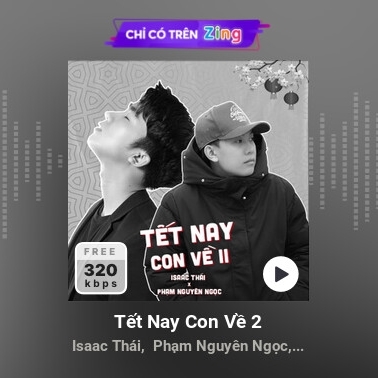 CHỈ CÓ TRÊN Zing
TẾT NAY
CON VỀ II
ISAAC THÁI
X
PHẠM NGUYÊN NGỌC
FREE
320
kbps
Tết Nay Con Về 2
Isaac Thái, Phạm Nguyên Ngọc,...